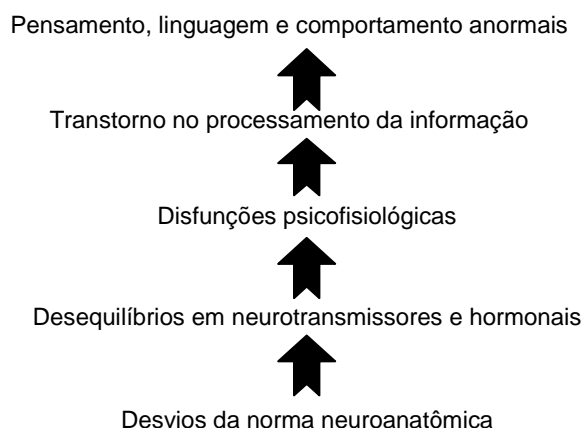 Pensamento, linguagem e comportamento anormais
Transtorno no processamento da informação
Disfunções psicofisiológicas
Desequilíbrios em neurotransmissores e hormonais
Desvios da norma neuroanatômica